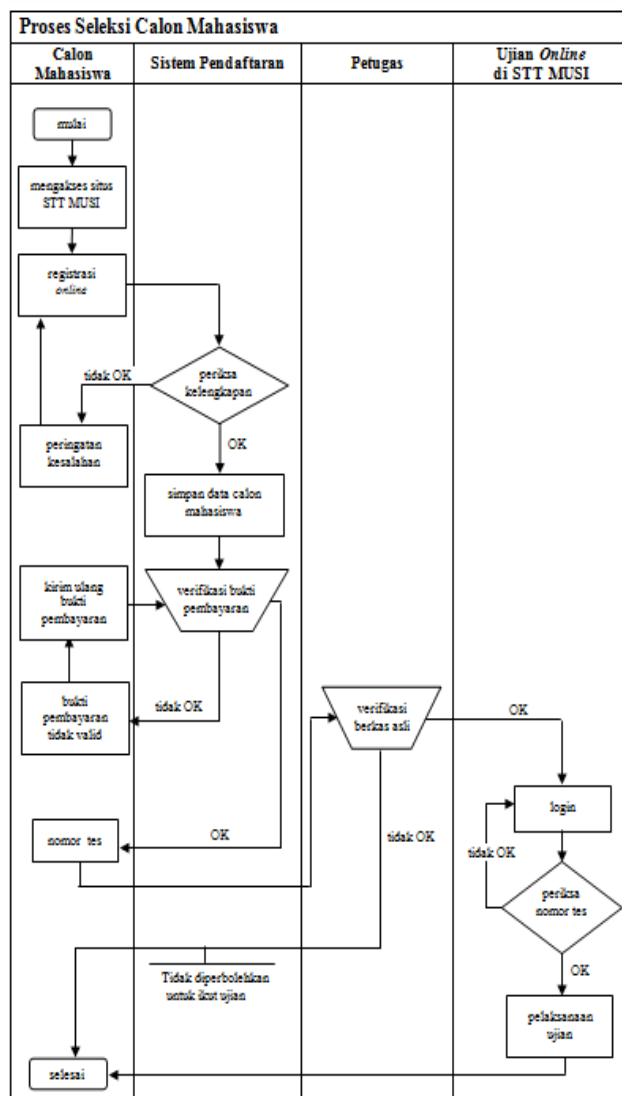 Proses Seleksi Calon Mahasiswa
Calon
Mahasiswa
Sistem Pendaftaran
Petugas
Ujian Online
di STT MUSI
mulai
mengakses situs
STT MUSI
registrasi
online
periksa
kelengkapan
tidak OK
peringatan
kesalahan
OK
simpan data calon
mahasiswa
kirim ulang
bukti
pembayaran
verifikasi bukti
pembayaran
bukti
pembayaran
tidak valid
tidak OK
verifikasi
berkas asli
OK
login
nomor tes
OK
tidak OK
tidak OK
periksa
nomor tes
Tidak diperbolehkan
untuk ikut ujian
OK
pelaksanaan
ujian
selesai